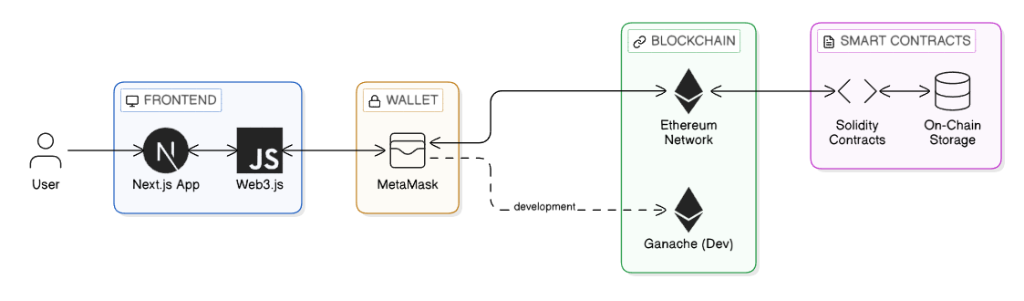 BLOCKCHAIN
SMART CONTRACTS
FRONTEND
WALLET
N
JS
User
Next.js App
Web3.js
MetaMask
Ethereum
Network
Solidity
Contracts
On-Chain
Storage
development
Ganache (Dev)